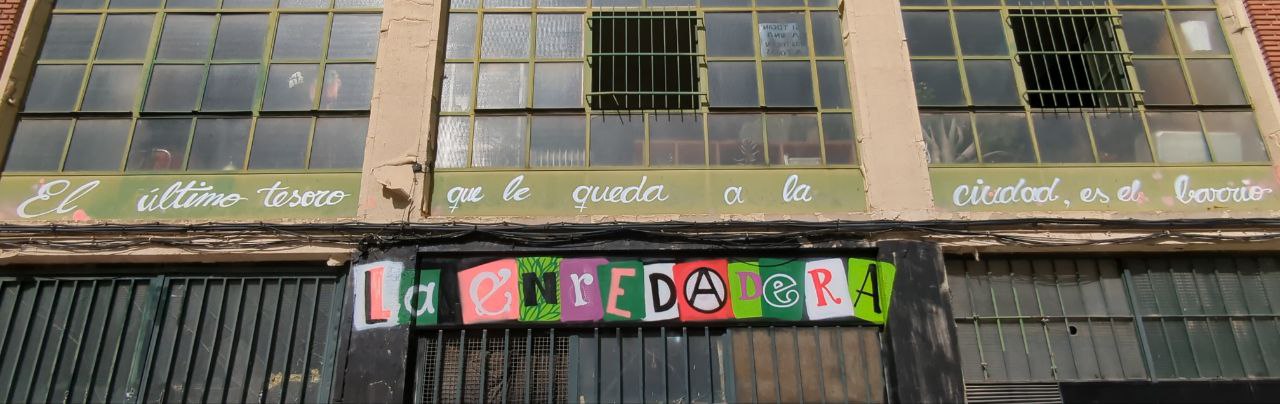 El último tesoro que le queda a la ciudad, es el barrio
La ENrEDADeRA